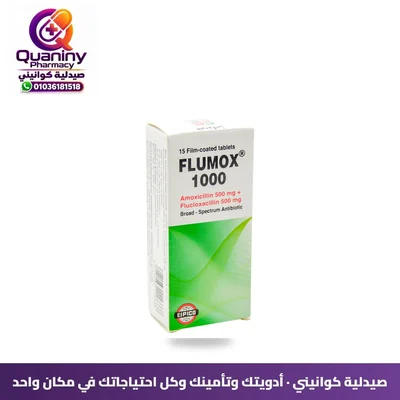 Quaniny
Pharmacy
صيدلية كوانيني
01036181518
15 Film-coated tablets
FLUMOX®
1000
Amoxicillin 500 mg +
Flucloxacillin 500 mg
Broad - Spectrum Antibiotic
EIPICO
صيدلية كوانيني - أدويتك وتأمينك وكل احتياجاتك في مكان واحد